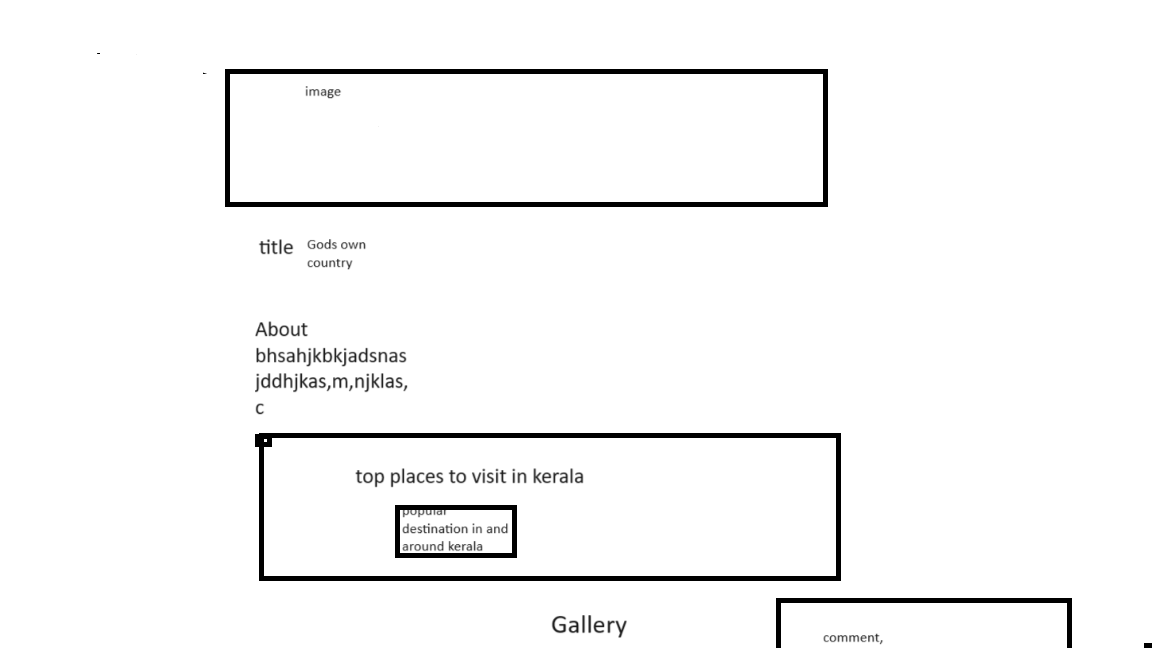 image
title
Gods own
country
About
bhsahjkbkjadsnas
jddhjkas,m,njklas,
c
top places to visit in kerala
popular
destination in and
around kerala
Gallery
comment,